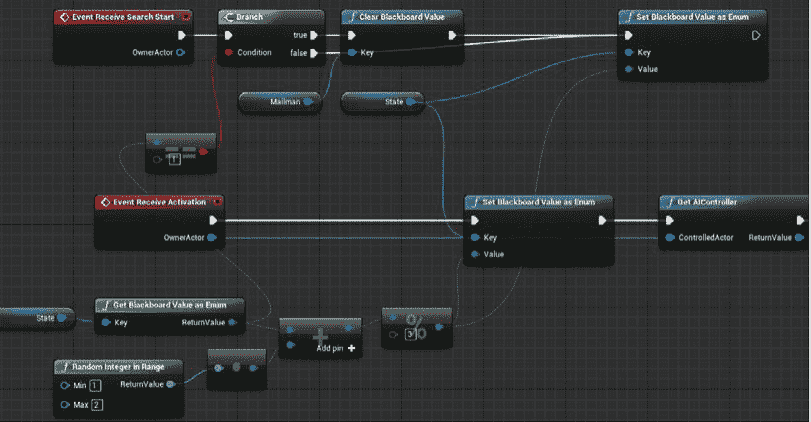 Event Receive Search Start
OwnerActor
Branch
true
Condition
false
Clear Blackboard Value
Key
Set Blackboard Value as Enum
Key
Value
Mailman
State
==
1
Event Receive Activation
OwnerActor
Set Blackboard Value as Enum
Key
Value
Get AIController
ControlledActor
ReturnValue
State
Get Blackboard Value as Enum
Key
ReturnValue
+
Add pin +
%
3
Random Integer in Range
Min 1
ReturnValue
Max 2